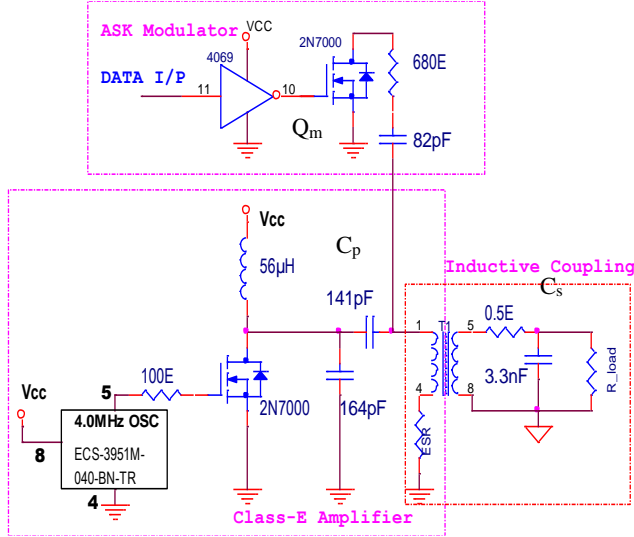 ASK Modulator
VCC
2N7000
4069
DATA I/P
11
10
680E
Qm
82pF
Vcc
Cp
56µH
Inductive Coupling
Cs
141pF
0.5E
1
T1
5
100E
3.3nF
R_load
Vcc
5
2N7000
164pF
4
8
4.0MHz OSC
ESR
8
ECS-3951M-
040-BN-TR
4
Class-E Amplifier